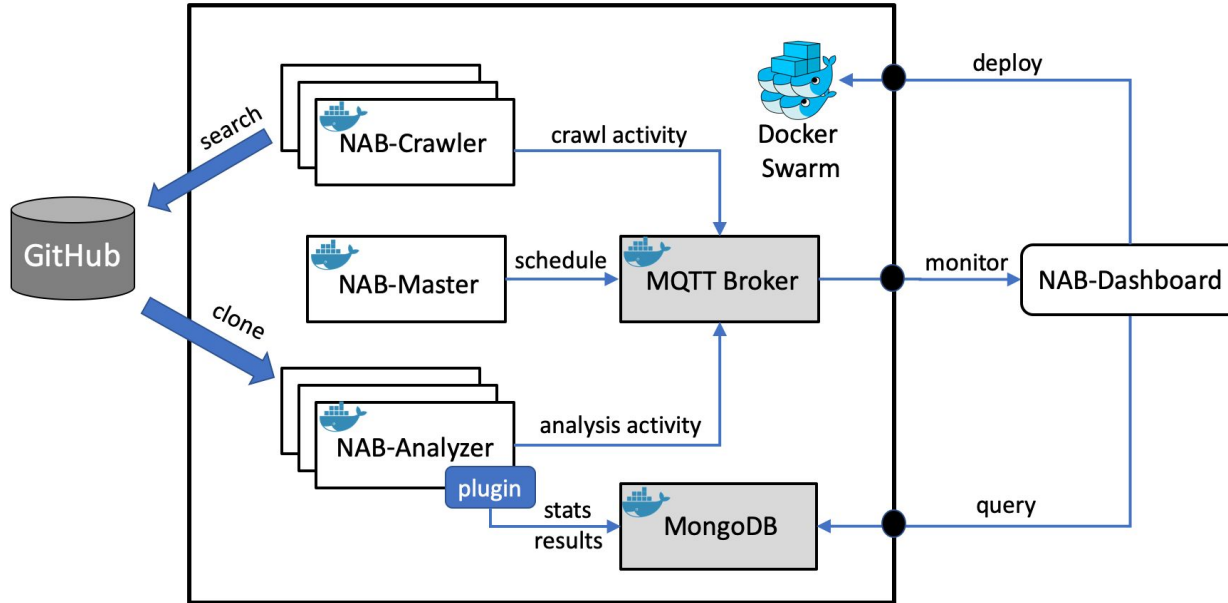 deploy
search
NAB-Crawler
crawl activity
Docker
Swarm
GitHub
NAB-Master
schedule
MQTT Broker
monitor
NAB-Dashboard
clone
NAB-Analyzer
analysis activity
plugin
stats
results
MongoDB
query